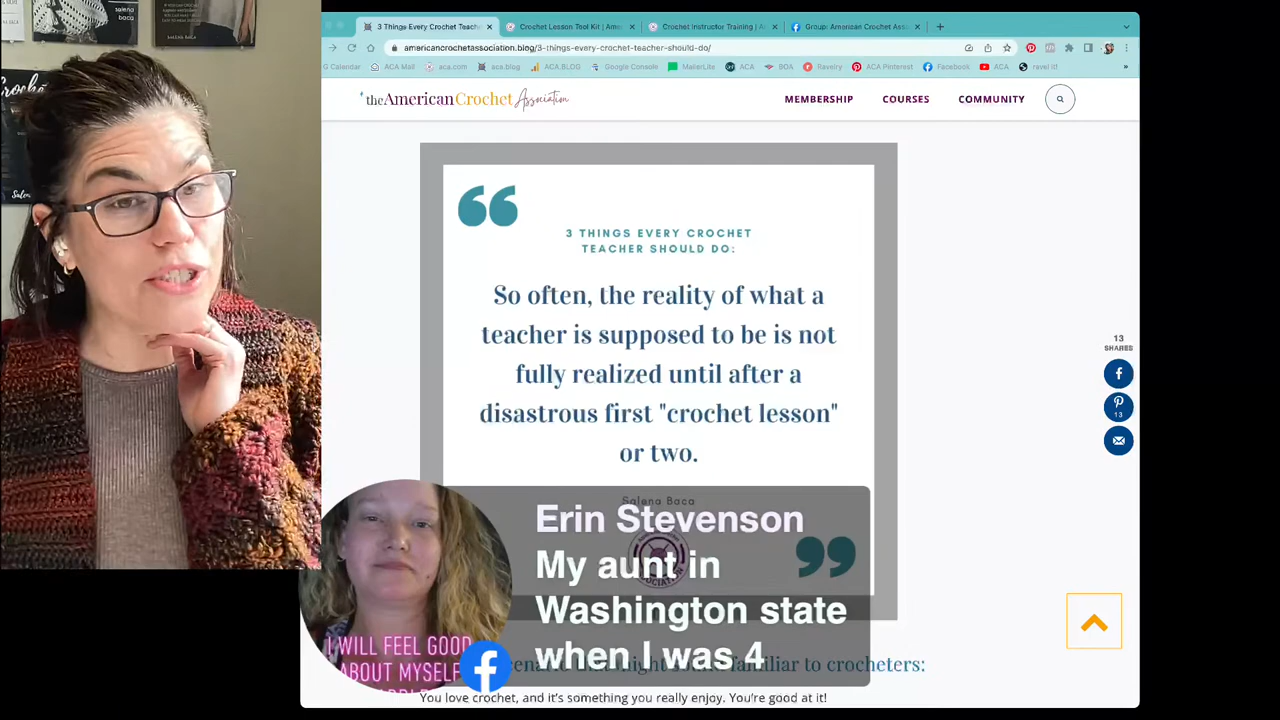 3 Things Every Crochet Teach
Crochet Lesson Tool Kit | Ame
Crochet Instructor Training | A
Group: American Crochet Ass
americancrochetassociation.blog/3-things-every-crochet-teacher-should-do/
G Calendar
ACA Mail
aca.com
aca.blog
ACA.BLOG
Google Console
MailerLite
ACA
BOA
Ravelry
ACA Pinterest
Facebook
ACA
ravel it!
»
theAmericanCrochet Association
MEMBERSHIP
COURSES
COMMUNITY
3 THINGS EVERY CROCHET
TEACHER SHOULD DO:
So often, the reality of what a
teacher is supposed to be is not
fully realized until after a
disastrous first "crochet lesson"
or two.
Salena Baca
13
SHARES
13
Erin Stevenson
My aunt in
Washington state
when I was 4
I WILL FEEL GOOD
ABOUT MYSELF
familiar to crocheters:
You love crochet, and it's something you really enjoy. You're good at it!